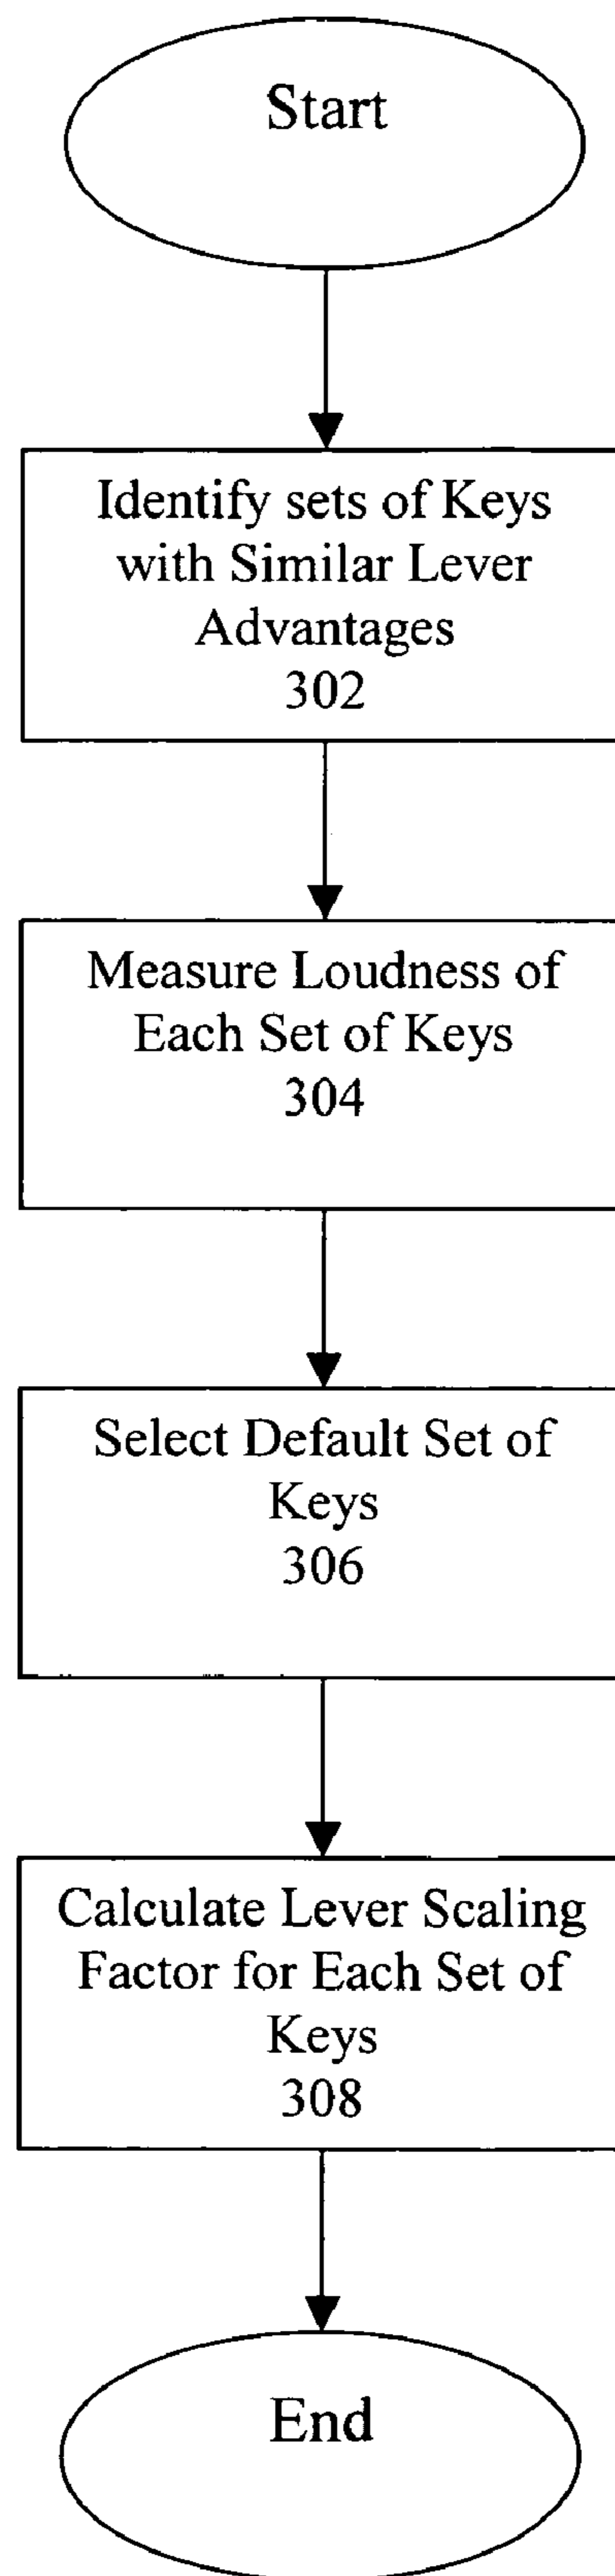 Start
Identify sets of Keys
with Similar Lever
Advantages
302
Measure Loudness of
Each Set of Keys
304
Select Default Set of
Keys
306
Calculate Lever Scaling
Factor for Each Set of
Keys
308
End